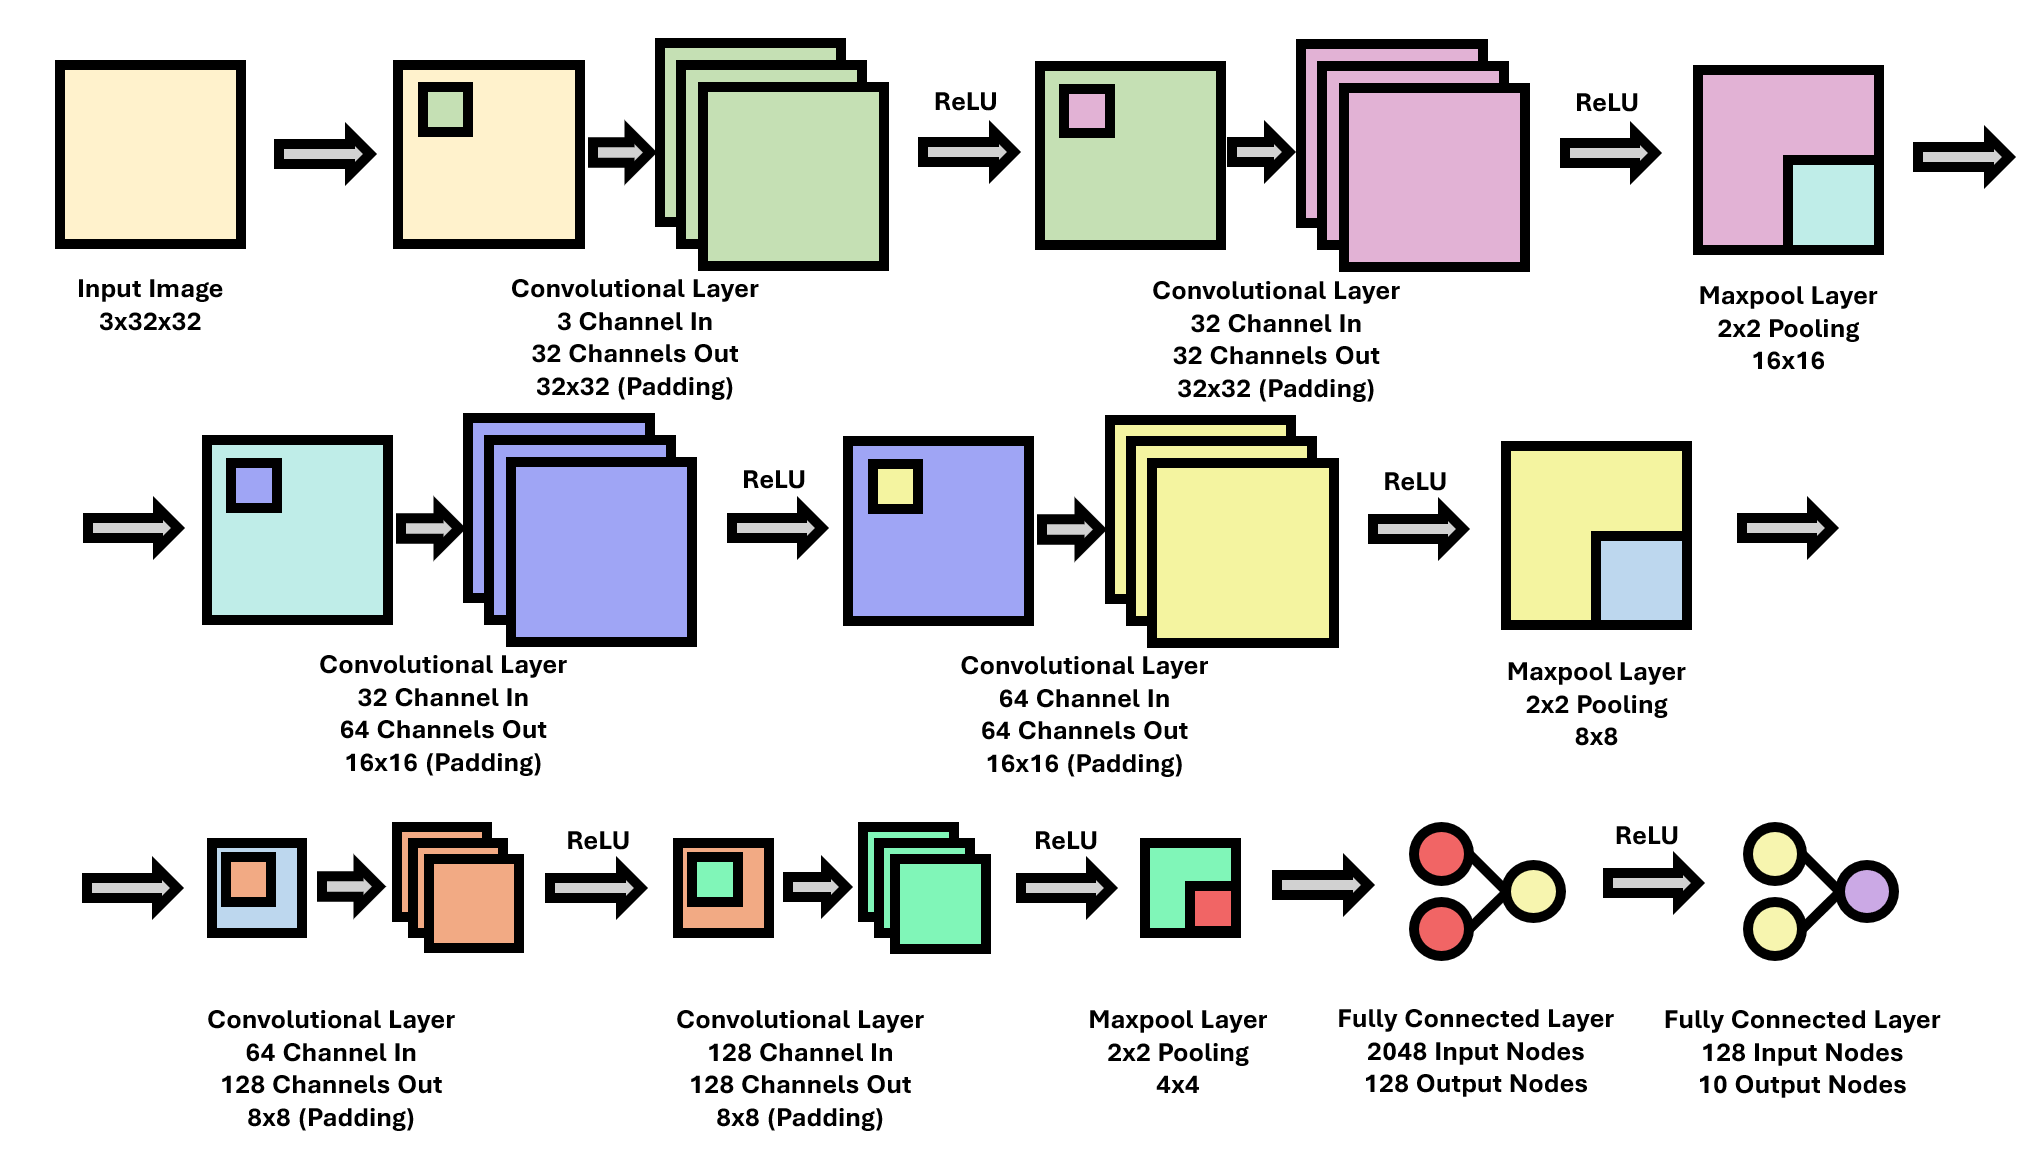 ReLU
ReLU
Input Image
3x32x32
Convolutional Layer
3 Channel In
32 Channels Out
32x32 (Padding)
Convolutional Layer
32 Channel In
32 Channels Out
32x32 (Padding)
Maxpool Layer
2x2 Pooling
16x16
ReLU
ReLU
Convolutional Layer
32 Channel In
64 Channels Out
16x16 (Padding)
Convolutional Layer
64 Channel In
64 Channels Out
16x16 (Padding)
Maxpool Layer
2x2 Pooling
8x8
ReLU
ReLU
ReLU
Convolutional Layer
64 Channel In
128 Channels Out
8x8 (Padding)
Convolutional Layer
128 Channel In
128 Channels Out
8x8 (Padding)
Maxpool Layer
2x2 Pooling
4x4
Fully Connected Layer
2048 Input Nodes
128 Output Nodes
Fully Connected Layer
128 Input Nodes
10 Output Nodes